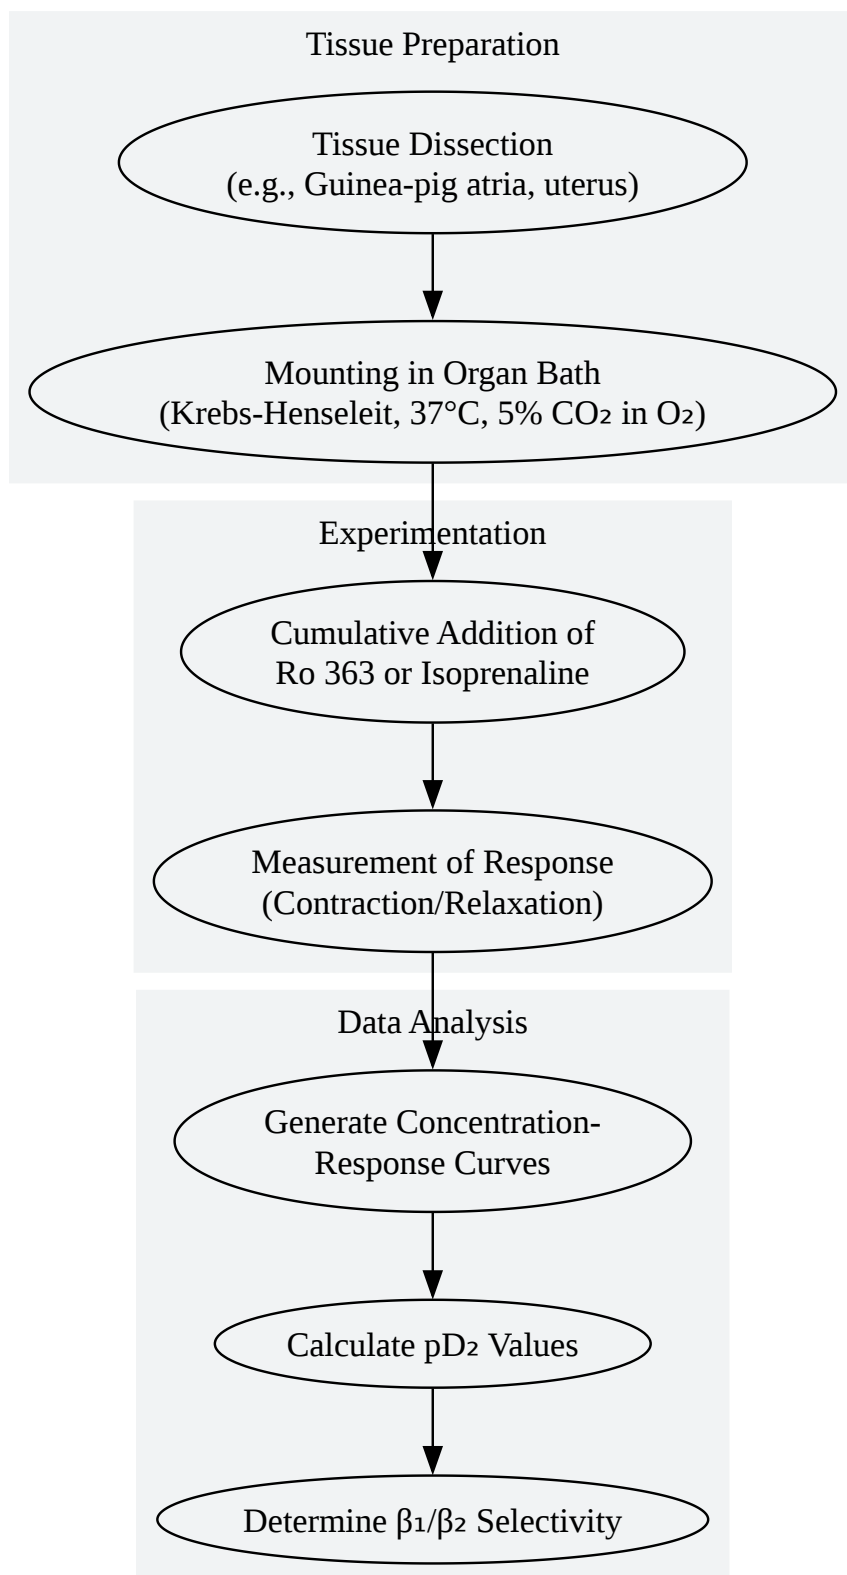 Tissue Preparation
Tissue Dissection
(e.g., Guinea-pig atria, uterus)
Mounting in Organ Bath
(Krebs-Henseleit, 37°C, 5% CO₂ in O₂)
Experimentation
Cumulative Addition of
Ro 363 or Isoprenaline
Measurement of Response
(Contraction/Relaxation)
Data Analysis
Generate Concentration-
Response Curves
Calculate pD₂ Values
Determine β₁/β₂ Selectivity